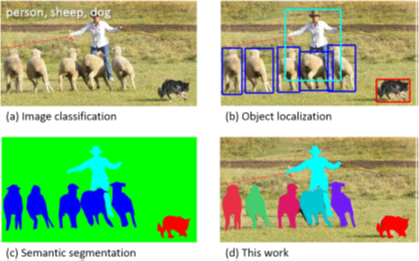 person, sheep, dog
(a) Image classification
(b) Object localization
(c) Semantic segmentation
(d) This work